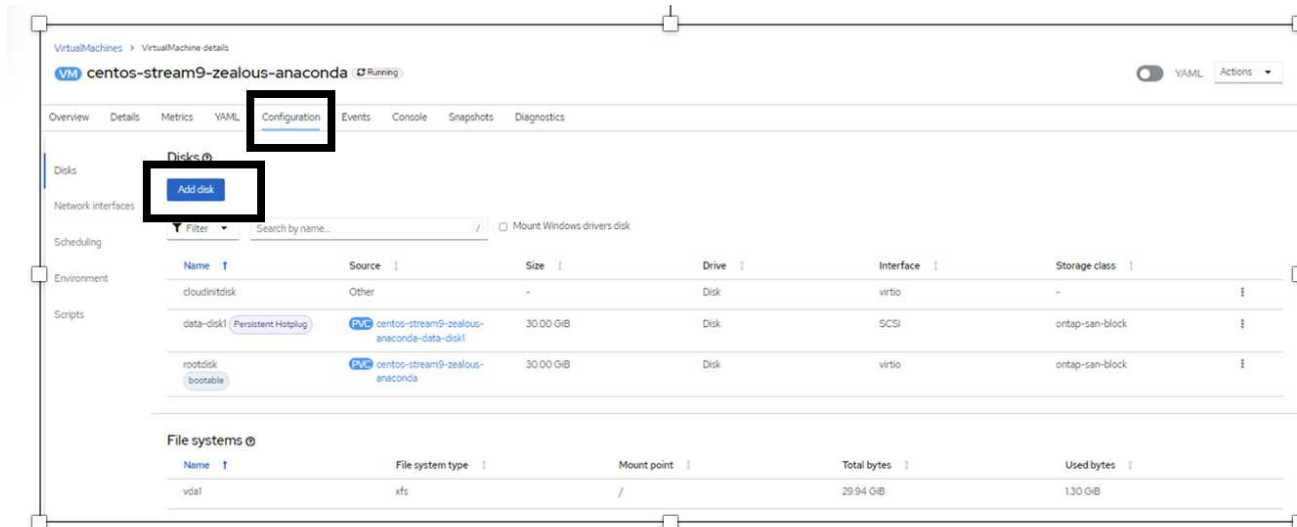 VirtualMachines > VirtualMachine details
VM centos-stream9-zealous-anaconda Running
YAML Actions
Overview Details Metrics YAML Configuration Events Console Snapshots Diagnostics
Disks
Network interfaces
Scheduling
Environment
Scripts
Disks
Add disk
Filter Search by name... / Mount Windows drivers disk
Name Source Size Drive Interface Storage class
cloudinitdisk Other - Disk virtio -
data-disk1 Persistent Hotplug PVC centos-stream9-zealous- 30.00 GiB Disk SCSI ontap-san-block
anaconda-data-disk1
rootdisk PVC centos-stream9-zealous- 30.00 GiB Disk virtio ontap-san-block
bootable anaconda
File systems
Name File system type Mount point Total bytes Used bytes
vda1 xfs / 29.94 GiB 1.30 GiB